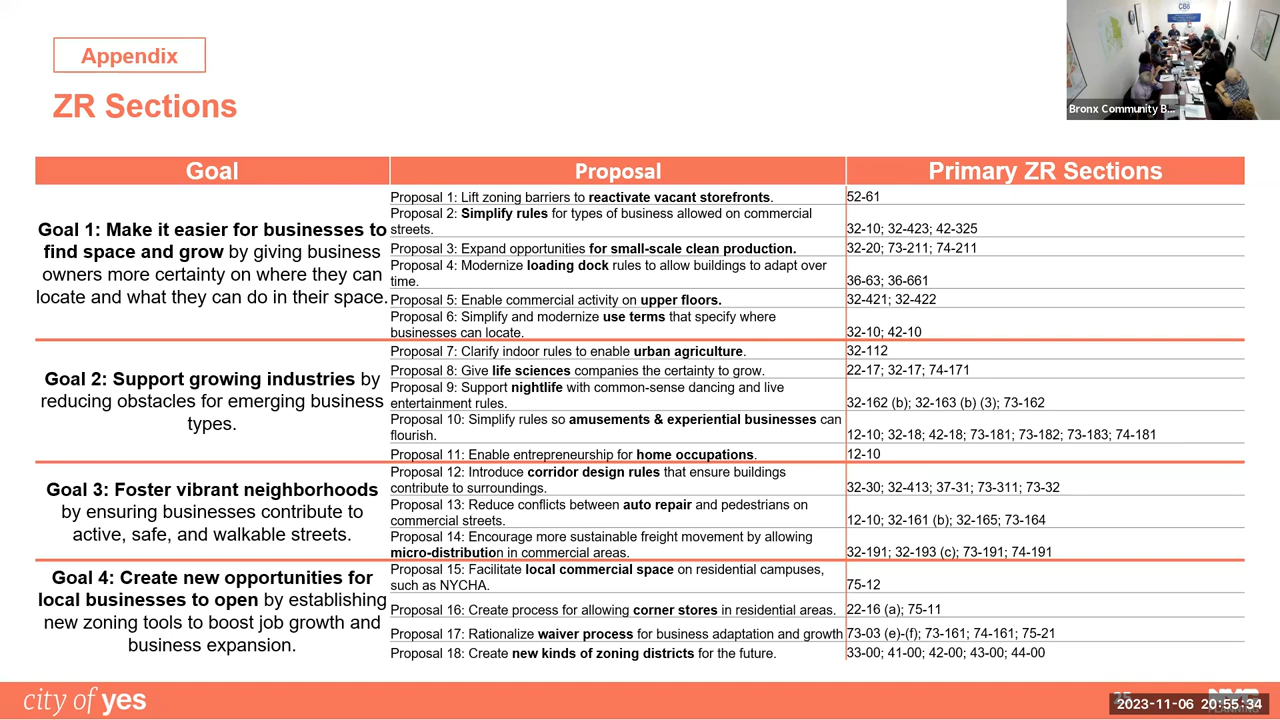 Appendix
ZR Sections
CB8
Bronx Community B...
Goal
Proposal
Primary ZR Sections
Goal 1: Make it easier for businesses to
find space and grow by giving business
owners more certainty on where they can
locate and what they can do in their space.
Proposal 1: Lift zoning barriers to reactivate vacant storefronts.
52-61
Proposal 2: Simplify rules for types of business allowed on commercial
streets.
32-10; 32-423; 42-325
Proposal 3: Expand opportunities for small-scale clean production.
32-20; 73-211; 74-211
Proposal 4: Modernize loading dock rules to allow buildings to adapt over
time.
36-63; 36-661
Proposal 5: Enable commercial activity on upper floors.
32-421; 32-422
Proposal 6: Simplify and modernize use terms that specify where
businesses can locate.
32-10; 42-10
Goal 2: Support growing industries by
reducing obstacles for emerging business
types.
Proposal 7: Clarify indoor rules to enable urban agriculture.
32-112
Proposal 8: Give life sciences companies the certainty to grow.
22-17; 32-17; 74-171
Proposal 9: Support nightlife with common-sense dancing and live
entertainment rules.
32-162 (b); 32-163 (b) (3); 73-162
Proposal 10: Simplify rules so amusements & experiential businesses can
flourish.
12-10; 32-18; 42-18; 73-181; 73-182; 73-183; 74-181
Proposal 11: Enable entrepreneurship for home occupations.
12-10
Goal 3: Foster vibrant neighborhoods
by ensuring businesses contribute to
active, safe, and walkable streets.
Proposal 12: Introduce corridor design rules that ensure buildings
contribute to surroundings.
32-30; 32-413; 37-31; 73-311; 73-32
Proposal 13: Reduce conflicts between auto repair and pedestrians on
commercial streets.
12-10; 32-161 (b); 32-165; 73-164
Proposal 14: Encourage more sustainable freight movement by allowing
micro-distribution in commercial areas.
32-191; 32-193 (c); 73-191; 74-191
Goal 4: Create new opportunities for
local businesses to open by establishing
new zoning tools to boost job growth and
business expansion.
Proposal 15: Facilitate local commercial space on residential campuses,
such as NYCHA.
75-12
Proposal 16: Create process for allowing corner stores in residential areas.
22-16 (a); 75-11
Proposal 17: Rationalize waiver process for business adaptation and growth
73-03 (e)-(f); 73-161; 74-161; 75-21
Proposal 18: Create new kinds of zoning districts for the future.
33-00; 41-00; 42-00; 43-00; 44-00
city of yes
2023-11-06 20:55:34